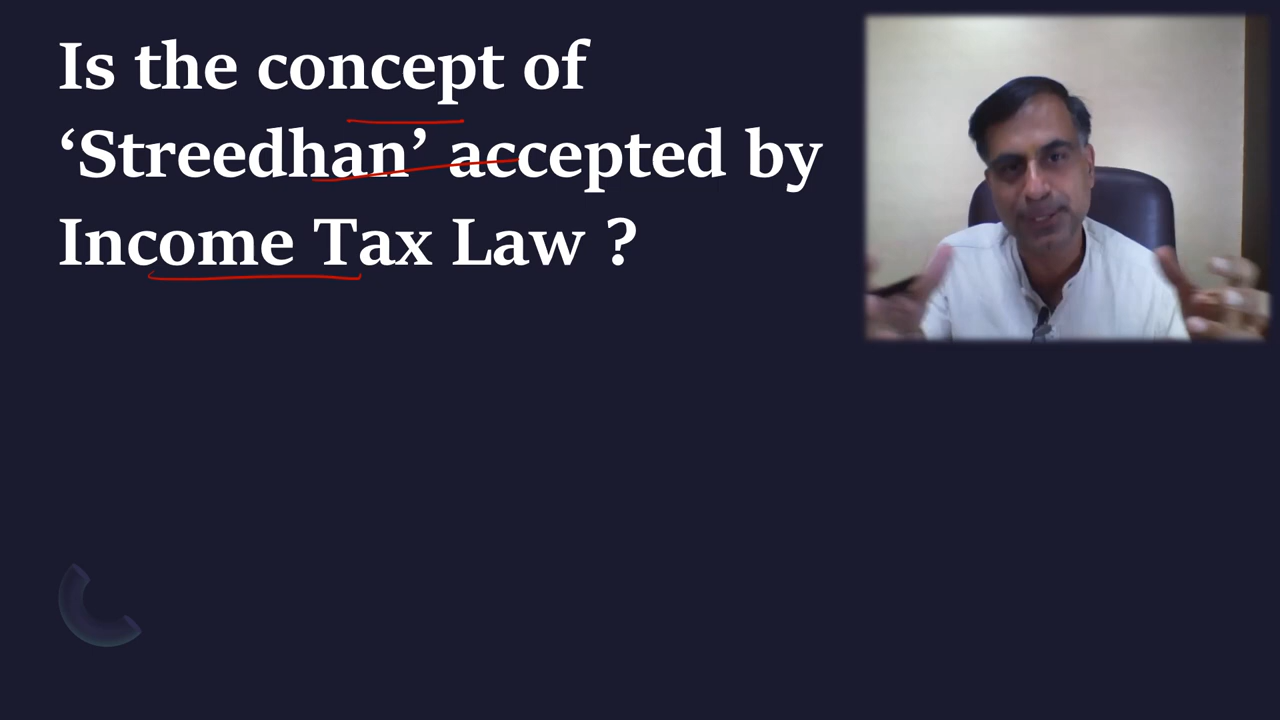 Is the concept of
‘Streedhan’ accepted by
Income Tax Law ?